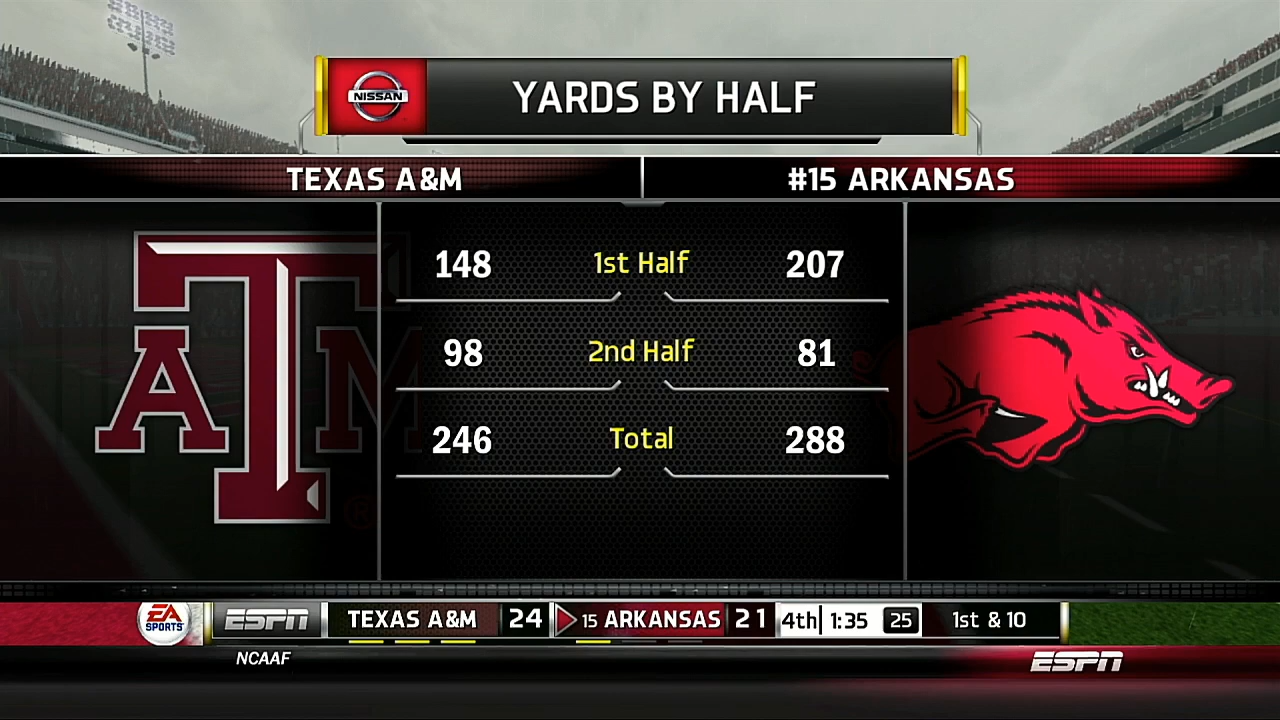 NISSAN
YARDS BY HALF
TEXAS A&M
#15 ARKANSAS
148 1st Half 207
98 2nd Half 81
246 Total 288
ATM
®
EA SPORTS ESPN TEXAS A&M 24 15 ARKANSAS 21 4th 1:35 25 1st & 10
NCAAF ESPN